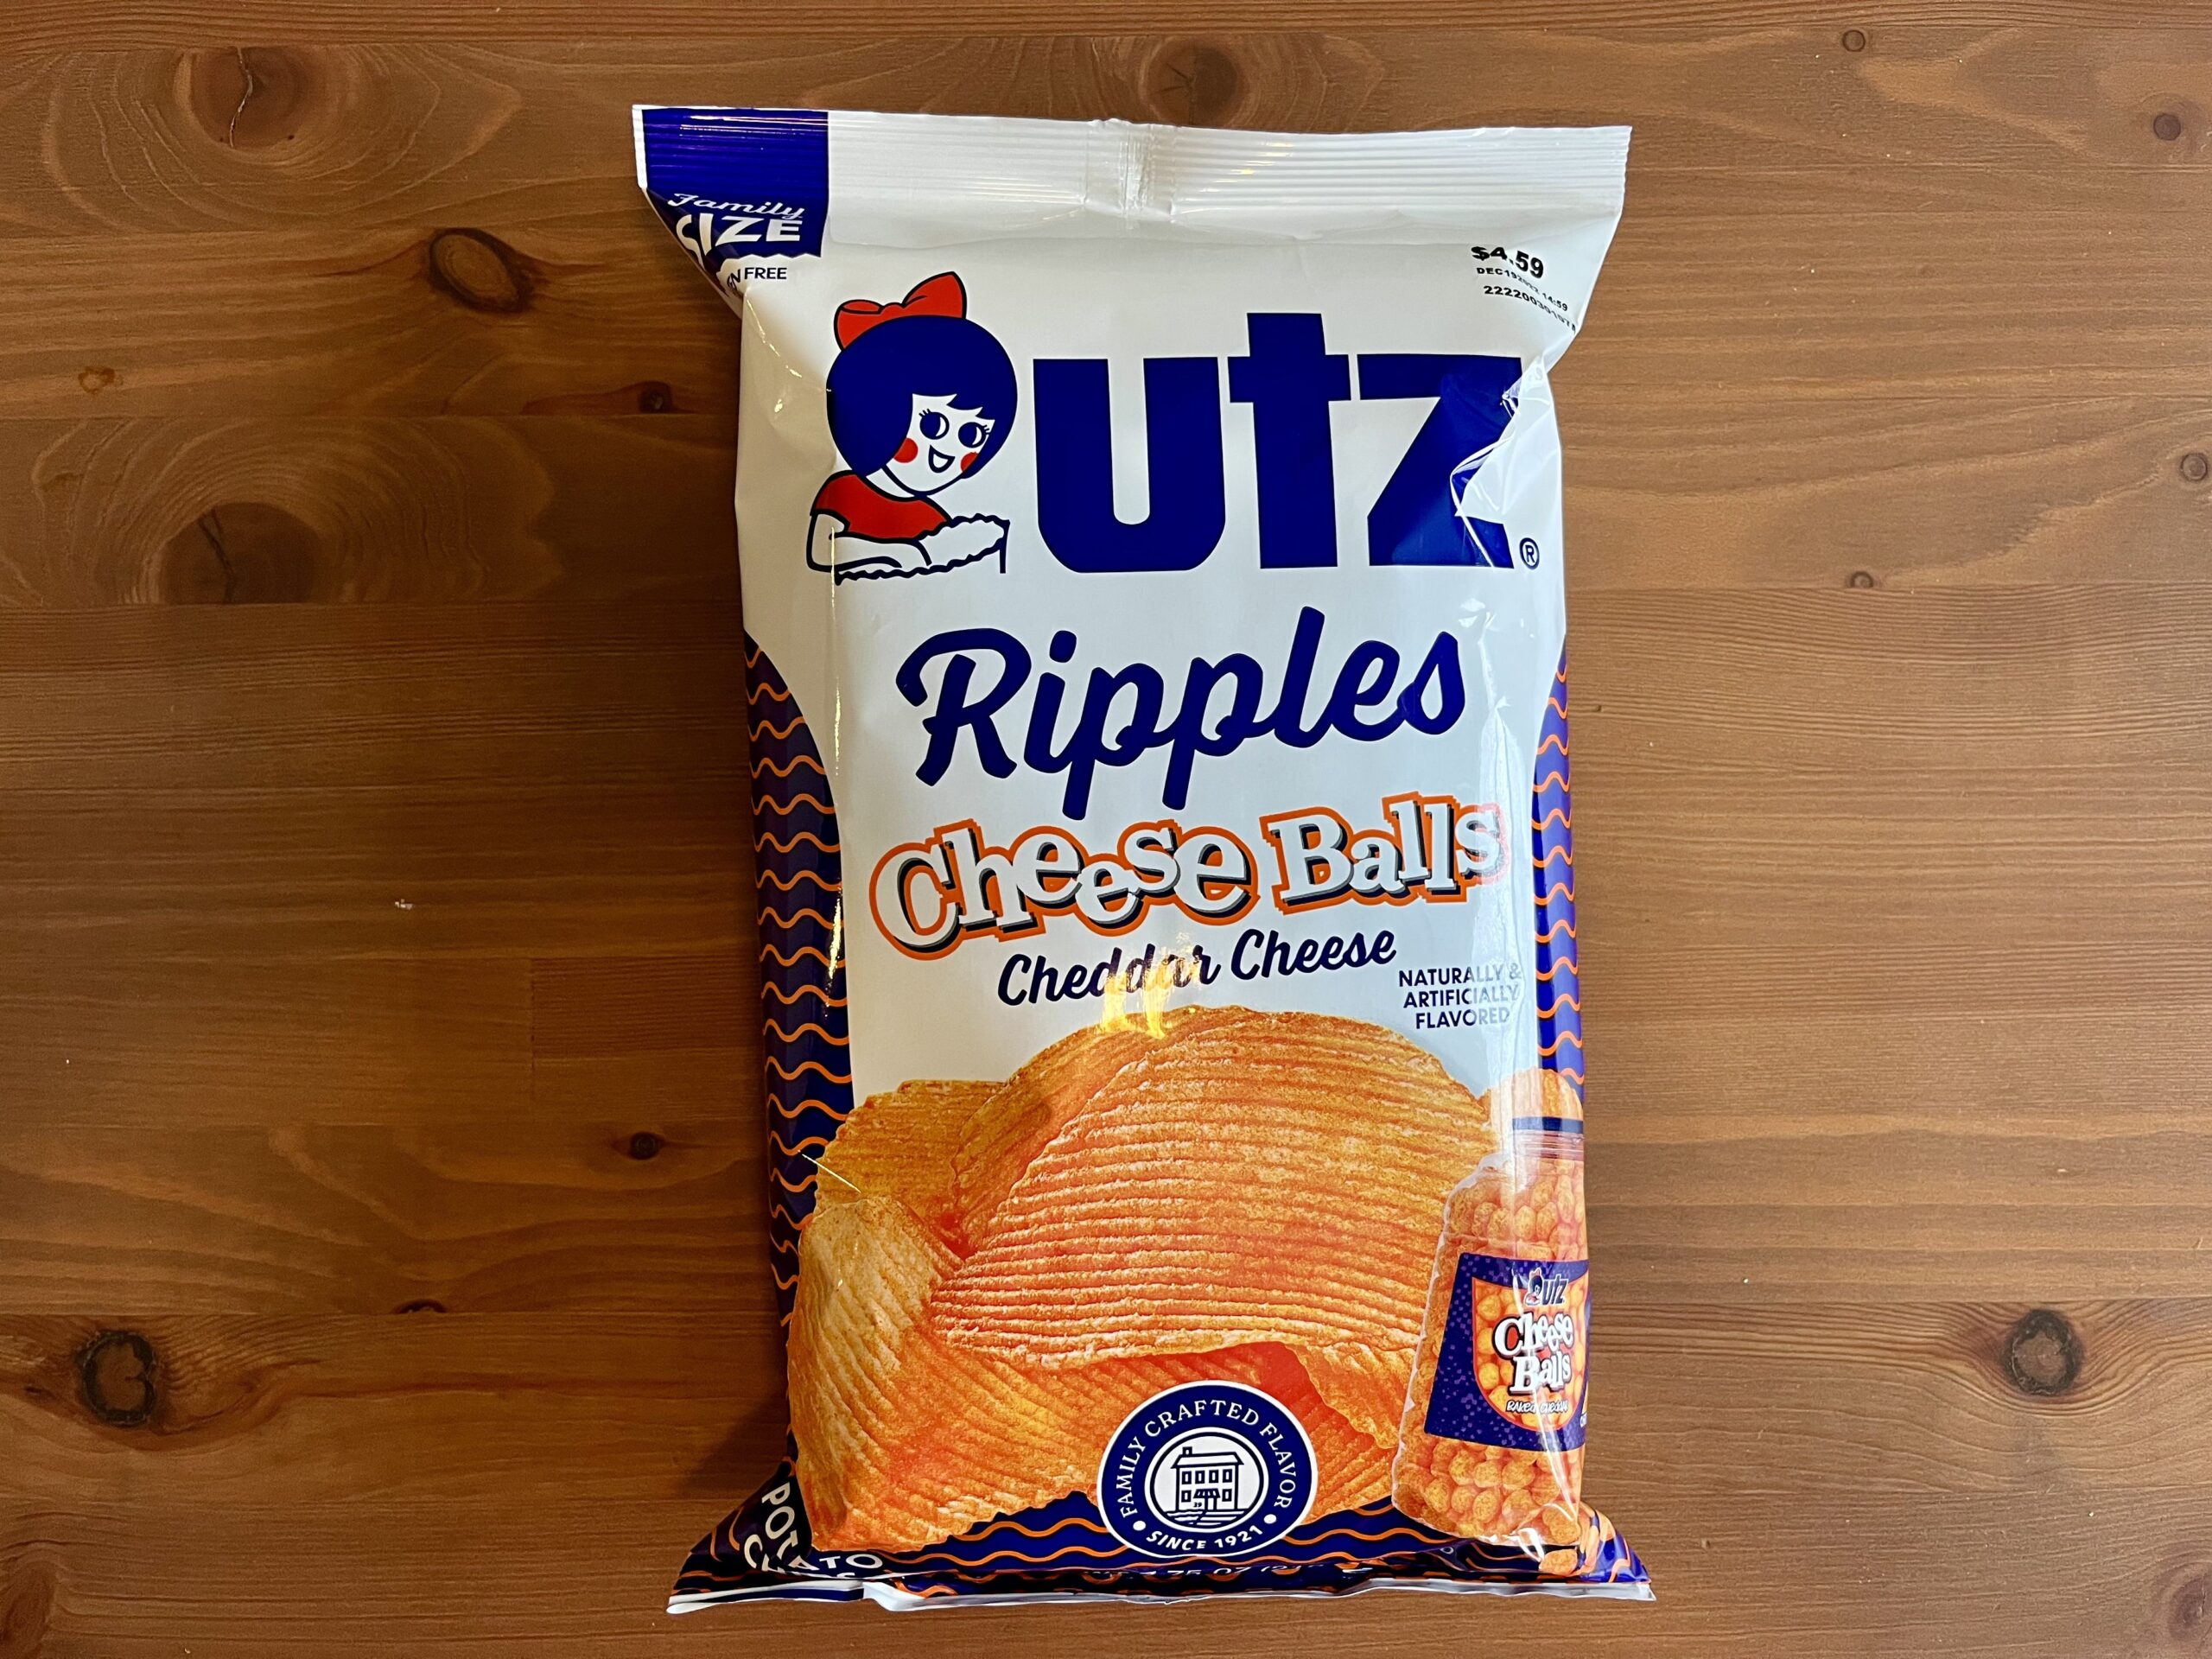 Family
SIZE
FREE
$4.59
utz®
Ripples
Cheese Balls
Cheddar Cheese
NATURALLY &
ARTIFICIALLY
FLAVORED
utz
Cheese
Balls
FAMILY CRAFTED FLAVOR
• SINCE 1921 •
POTATO